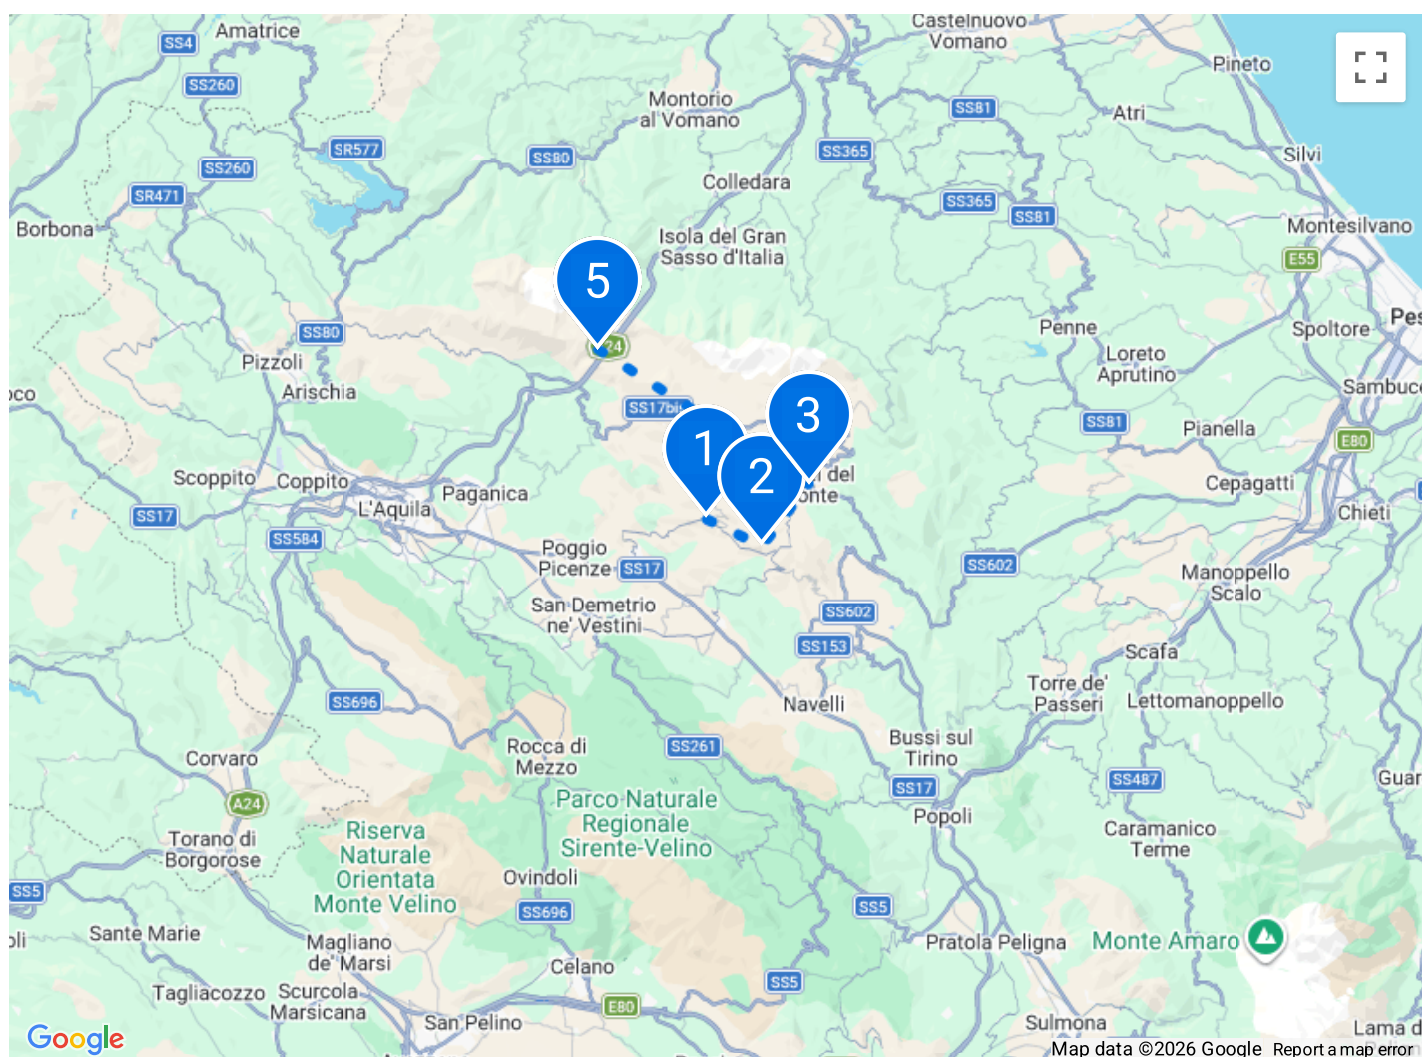 Amatrice
SS4
SS260
Castelnuovo
Vomano
Pineto
Montorio
al Vomano
SS81
Atri
SR577
SS80
SS365
Silvi
SS260
SR471
Colledara
SS365
SS81
Borbona
Montesilvano
Isola del Gran
Sasso d'Italia
E55
5
SS80
Penne
Spoltore
Pizzoli
Loreto
Aprutino
Arischia
SS17bis
3
SS81
Pianella
E80
1
2
Scoppito
Coppito
Paganica
L'Aquila
Cepagatti
SS17
Chieti
SS584
Poggio
Picenze
SS17
SS602
Manoppello
Scalo
San Demetrio
ne' Vestini
SS602
SS153
Scafa
SS696
Navelli
Torre de'
Passeri
Lettomanoppello
Rocca di
Mezzo
SS261
Bussi sul
Tirino
Corvaro
SS17
SS487
A24
Parco Naturale
Regionale
Sirente-Velino
Popoli
Riserva
Naturale
Orientata
Monte Velino
Torano di
Borgorose
Caramanico
Terme
SS5
Ovindoli
SS696
SS5
Sante Marie
Magliano
de' Marsi
Pratola Peligna
Monte Amaro
Celano
SS5
Tagliacozzo
Scurcola
Marsicana
E80
San Pelino
Sulmona
Google
Map data ©2026 Google
Report a map error